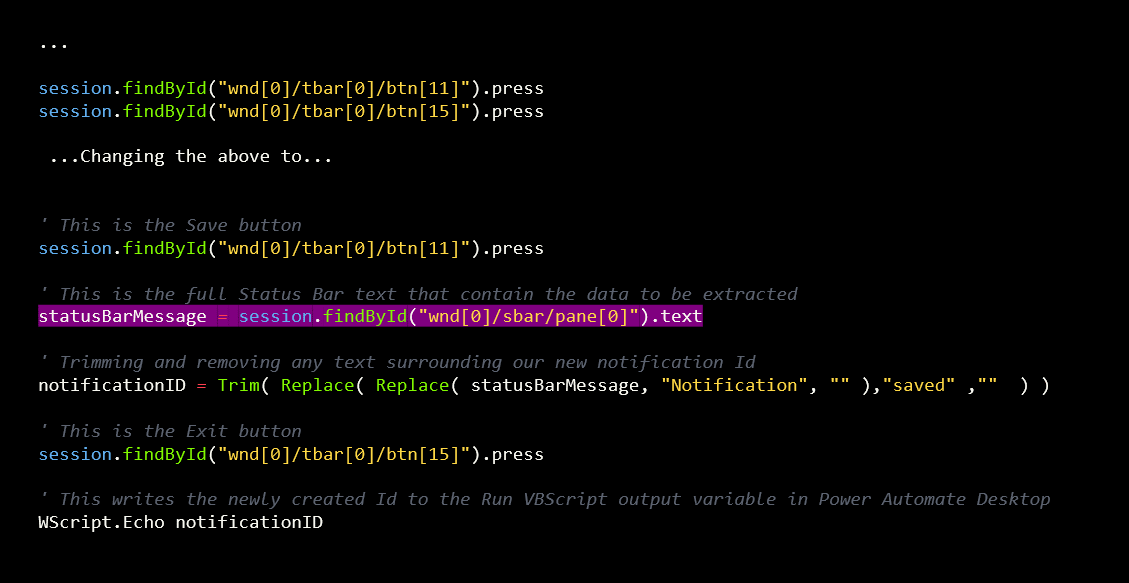 ...
session.findById("wnd[0]/tbar[0]/btn[11]").press
session.findById("wnd[0]/tbar[0]/btn[15]").press
...Changing the above to...
' This is the Save button
session.findById("wnd[0]/tbar[0]/btn[11]").press
' This is the full Status Bar text that contain the data to be extracted
statusBarMessage = session.findById("wnd[0]/sbar/pane[0]").text
' Trimming and removing any text surrounding our new notification Id
notificationID = Trim( Replace( Replace( statusBarMessage, "Notification", "" ),"saved" ,""  ) )
' This is the Exit button
session.findById("wnd[0]/tbar[0]/btn[15]").press
' This writes the newly created Id to the Run VBScript output variable in Power Automate Desktop
WScript.Echo notificationID